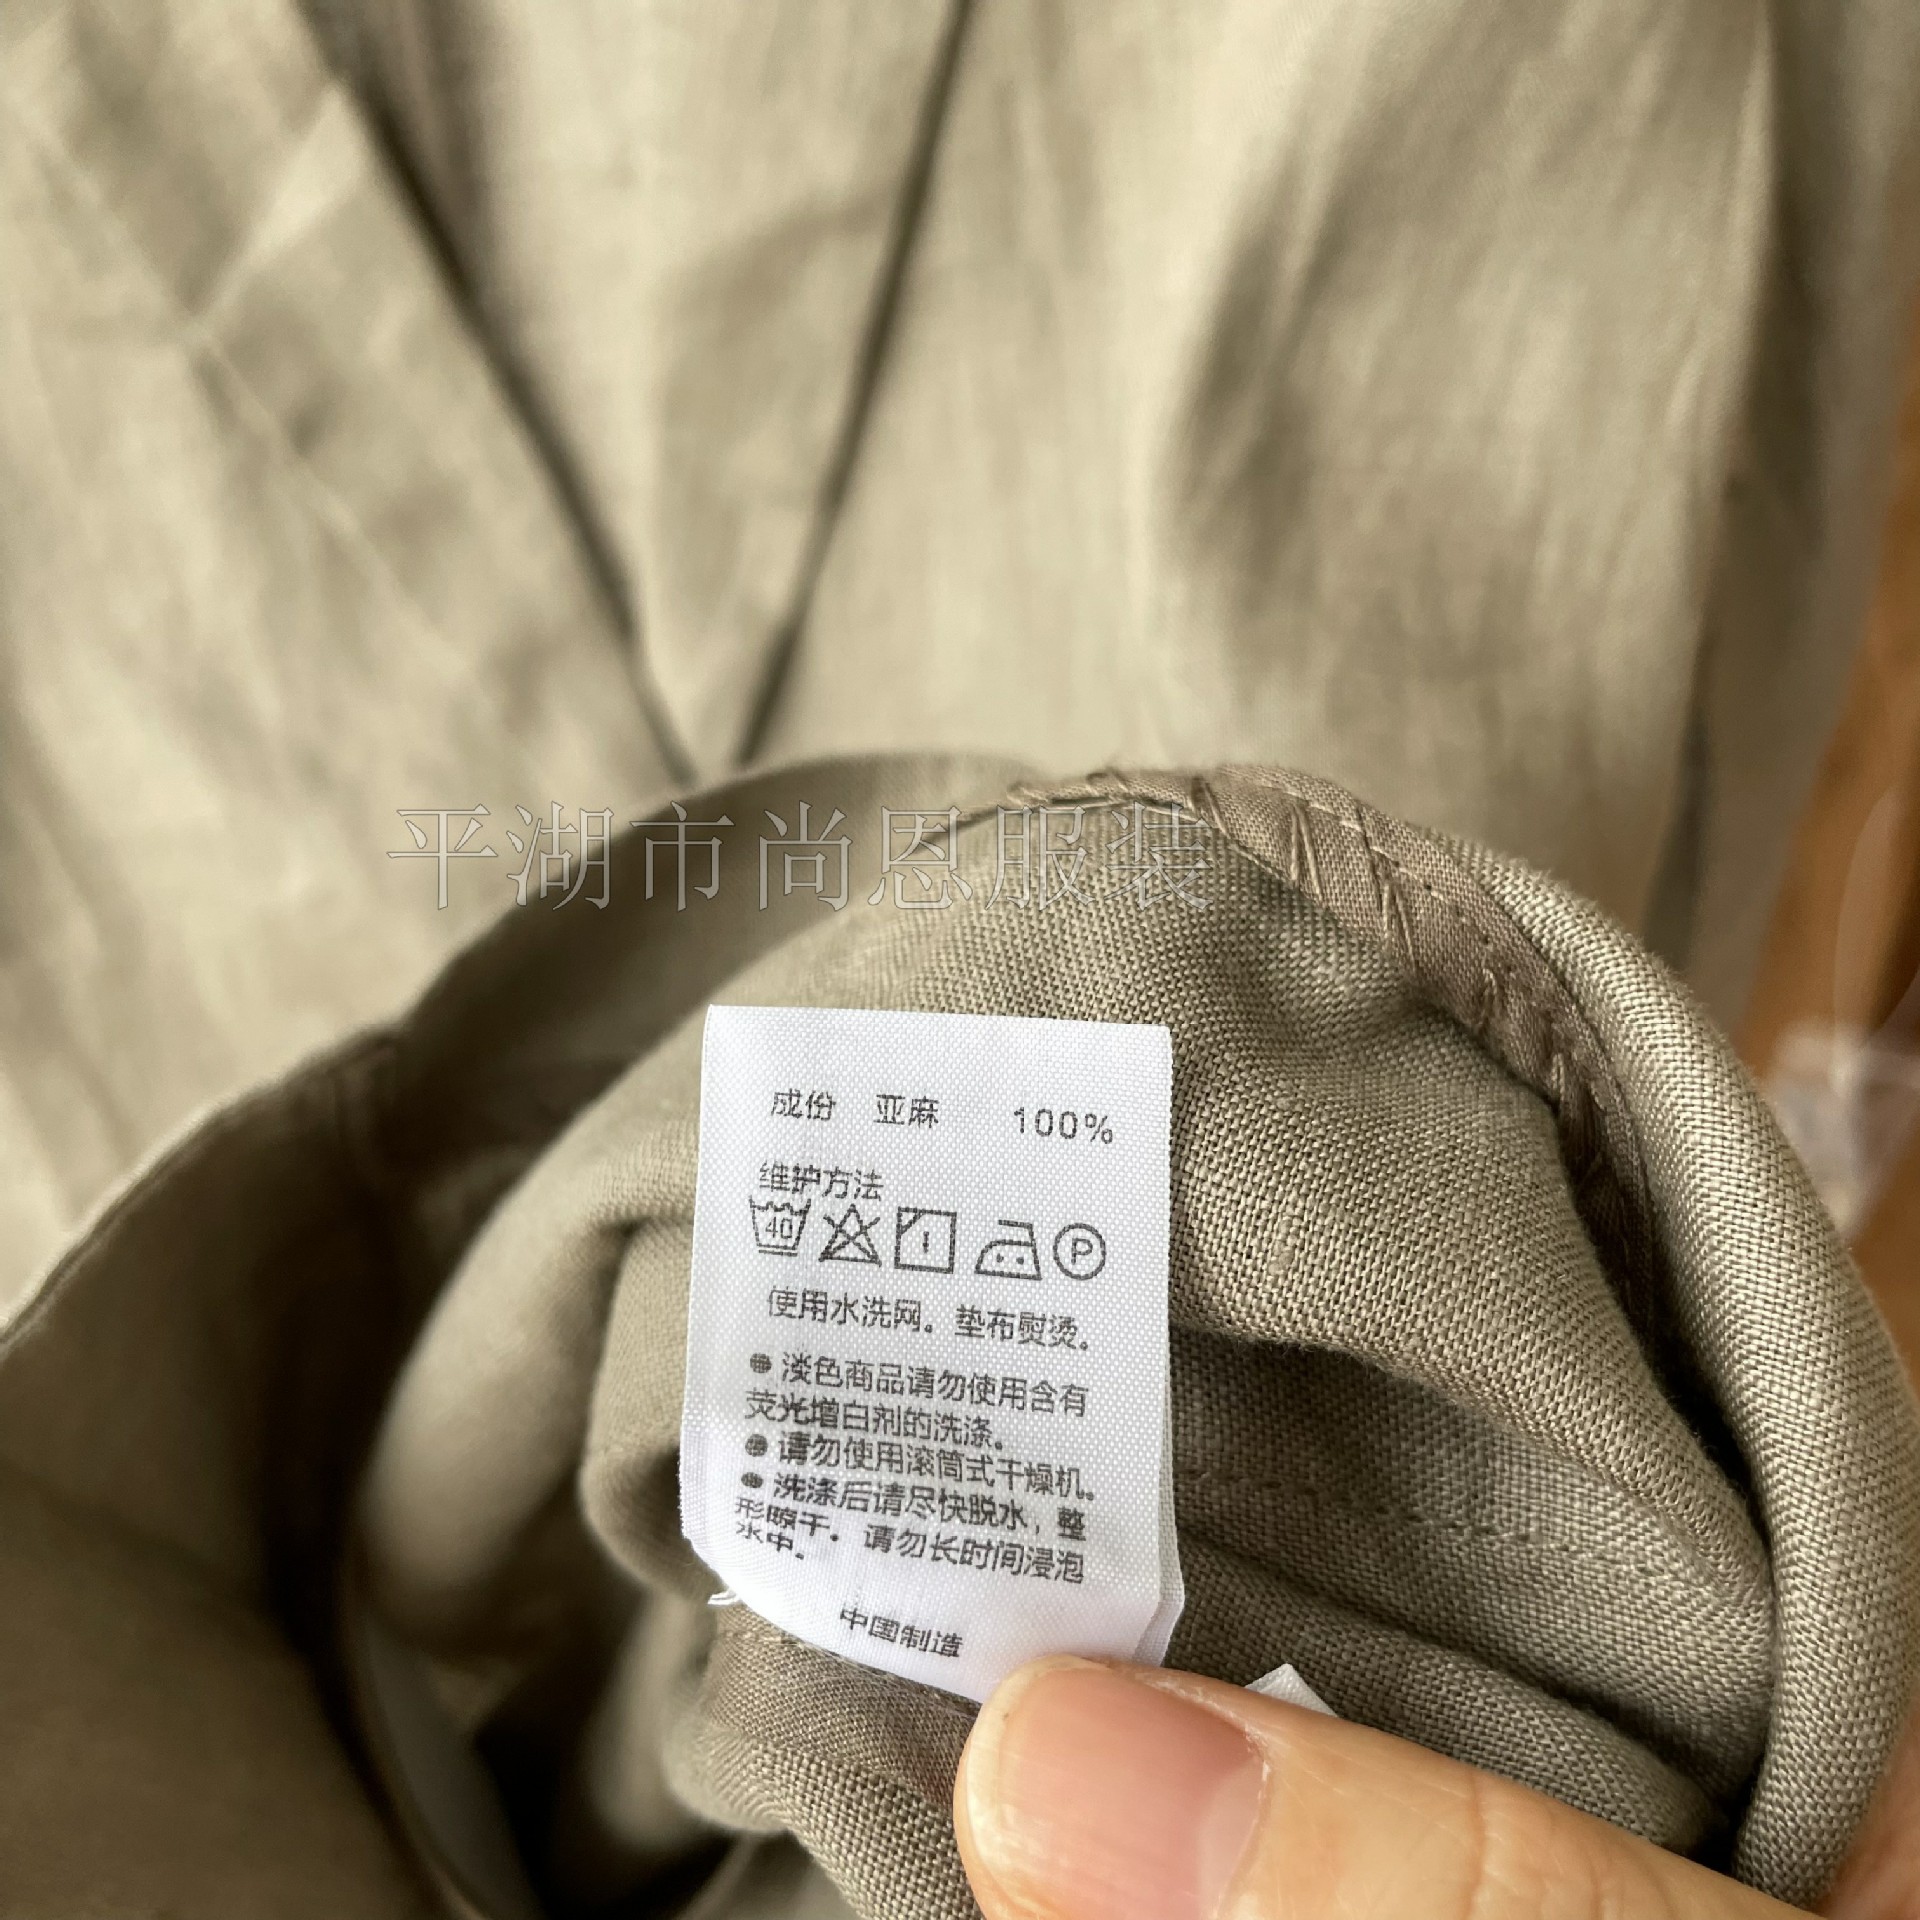 平湖市尚恩服装
成份 亚麻 100%
维护方法
40 P
使用水洗网。垫布熨烫。
● 淡色商品请勿使用含有
荧光增白剂的洗涤。
● 请勿使用滚筒式干燥机。
● 洗涤后请尽快脱水，整
形晾干。请勿长时间浸泡
水中。
中国制造